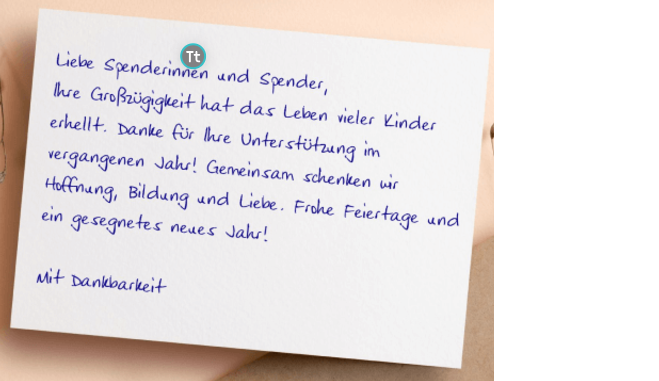 Tt
Liebe Spenderinnen und Spender,
Ihre Großzügigkeit hat das Leben vieler Kinder
erhellt. Danke für Ihre Unterstützung im
vergangenen Jahr! Gemeinsam schenken wir
Hoffnung, Bildung und Liebe. Frohe Feiertage und
ein gesegnetes neues Jahr!
Mit Dankbarkeit